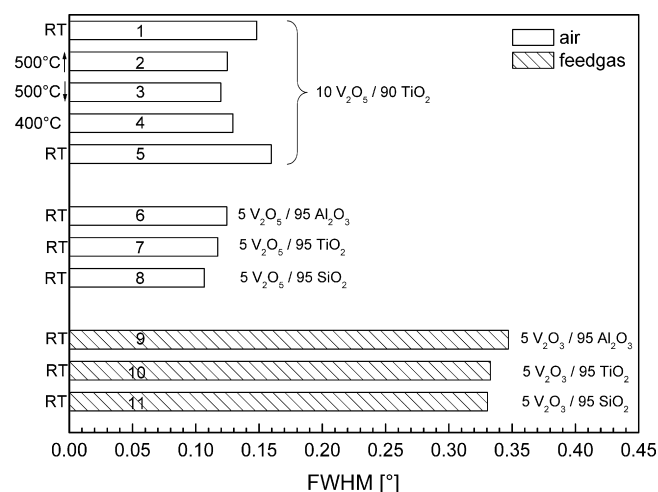 RT 1
500°C↑ 2
500°C↓ 3
400°C 4
RT 5
10 V₂O₅ / 90 TiO₂
air
feedgas
RT 6 5 V₂O₅ / 95 Al₂O₃
RT 7 5 V₂O₅ / 95 TiO₂
RT 8 5 V₂O₅ / 95 SiO₂
RT 9 5 V₂O₃ / 95 Al₂O₃
RT 10 5 V₂O₃ / 95 TiO₂
RT 11 5 V₂O₃ / 95 SiO₂
0.00 0.05 0.10 0.15 0.20 0.25 0.30 0.35 0.40 0.45
FWHM [°]